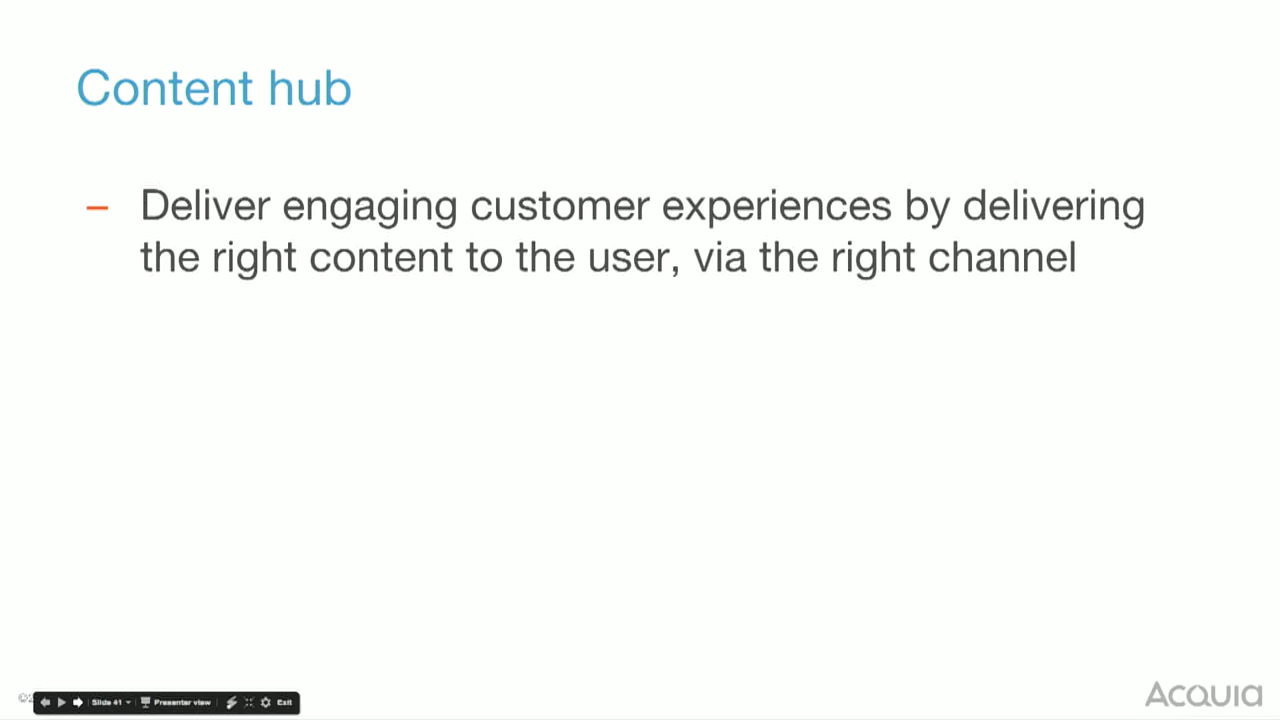 Content hub
– Deliver engaging customer experiences by delivering
the right content to the user, via the right channel
Slide 41 Presenter view Exit
Acquia